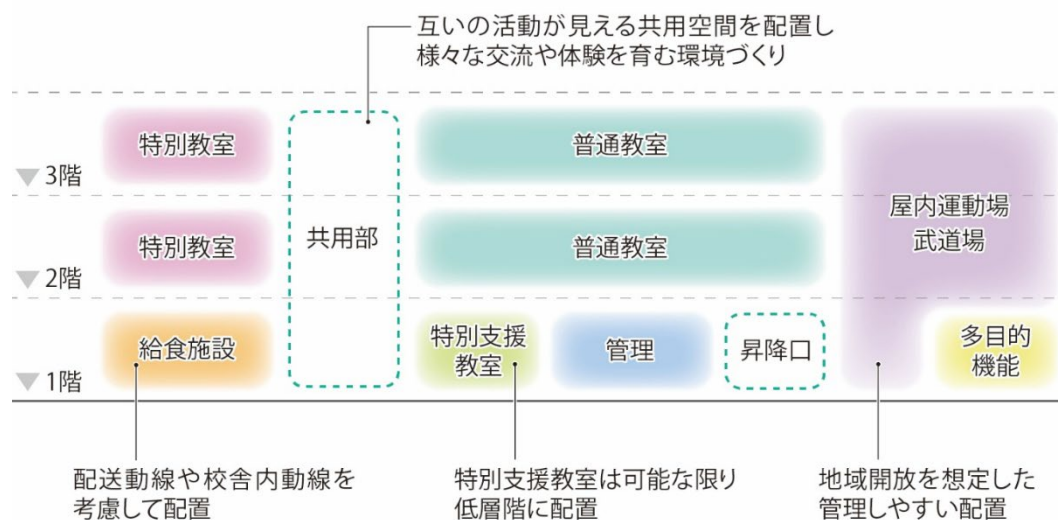 互いの活動が見える共用空間を配置し
様々な交流や体験を育む環境づくり
特別教室
普通教室
▼3階
屋内運動場
武道場
特別教室
共用部
普通教室
▼2階
給食施設
特別支援
教室
管理
昇降口
多目的
機能
▼1階
配送動線や校舎内動線を
考慮して配置
特別支援教室は可能な限り
低層階に配置
地域開放を想定した
管理しやすい配置